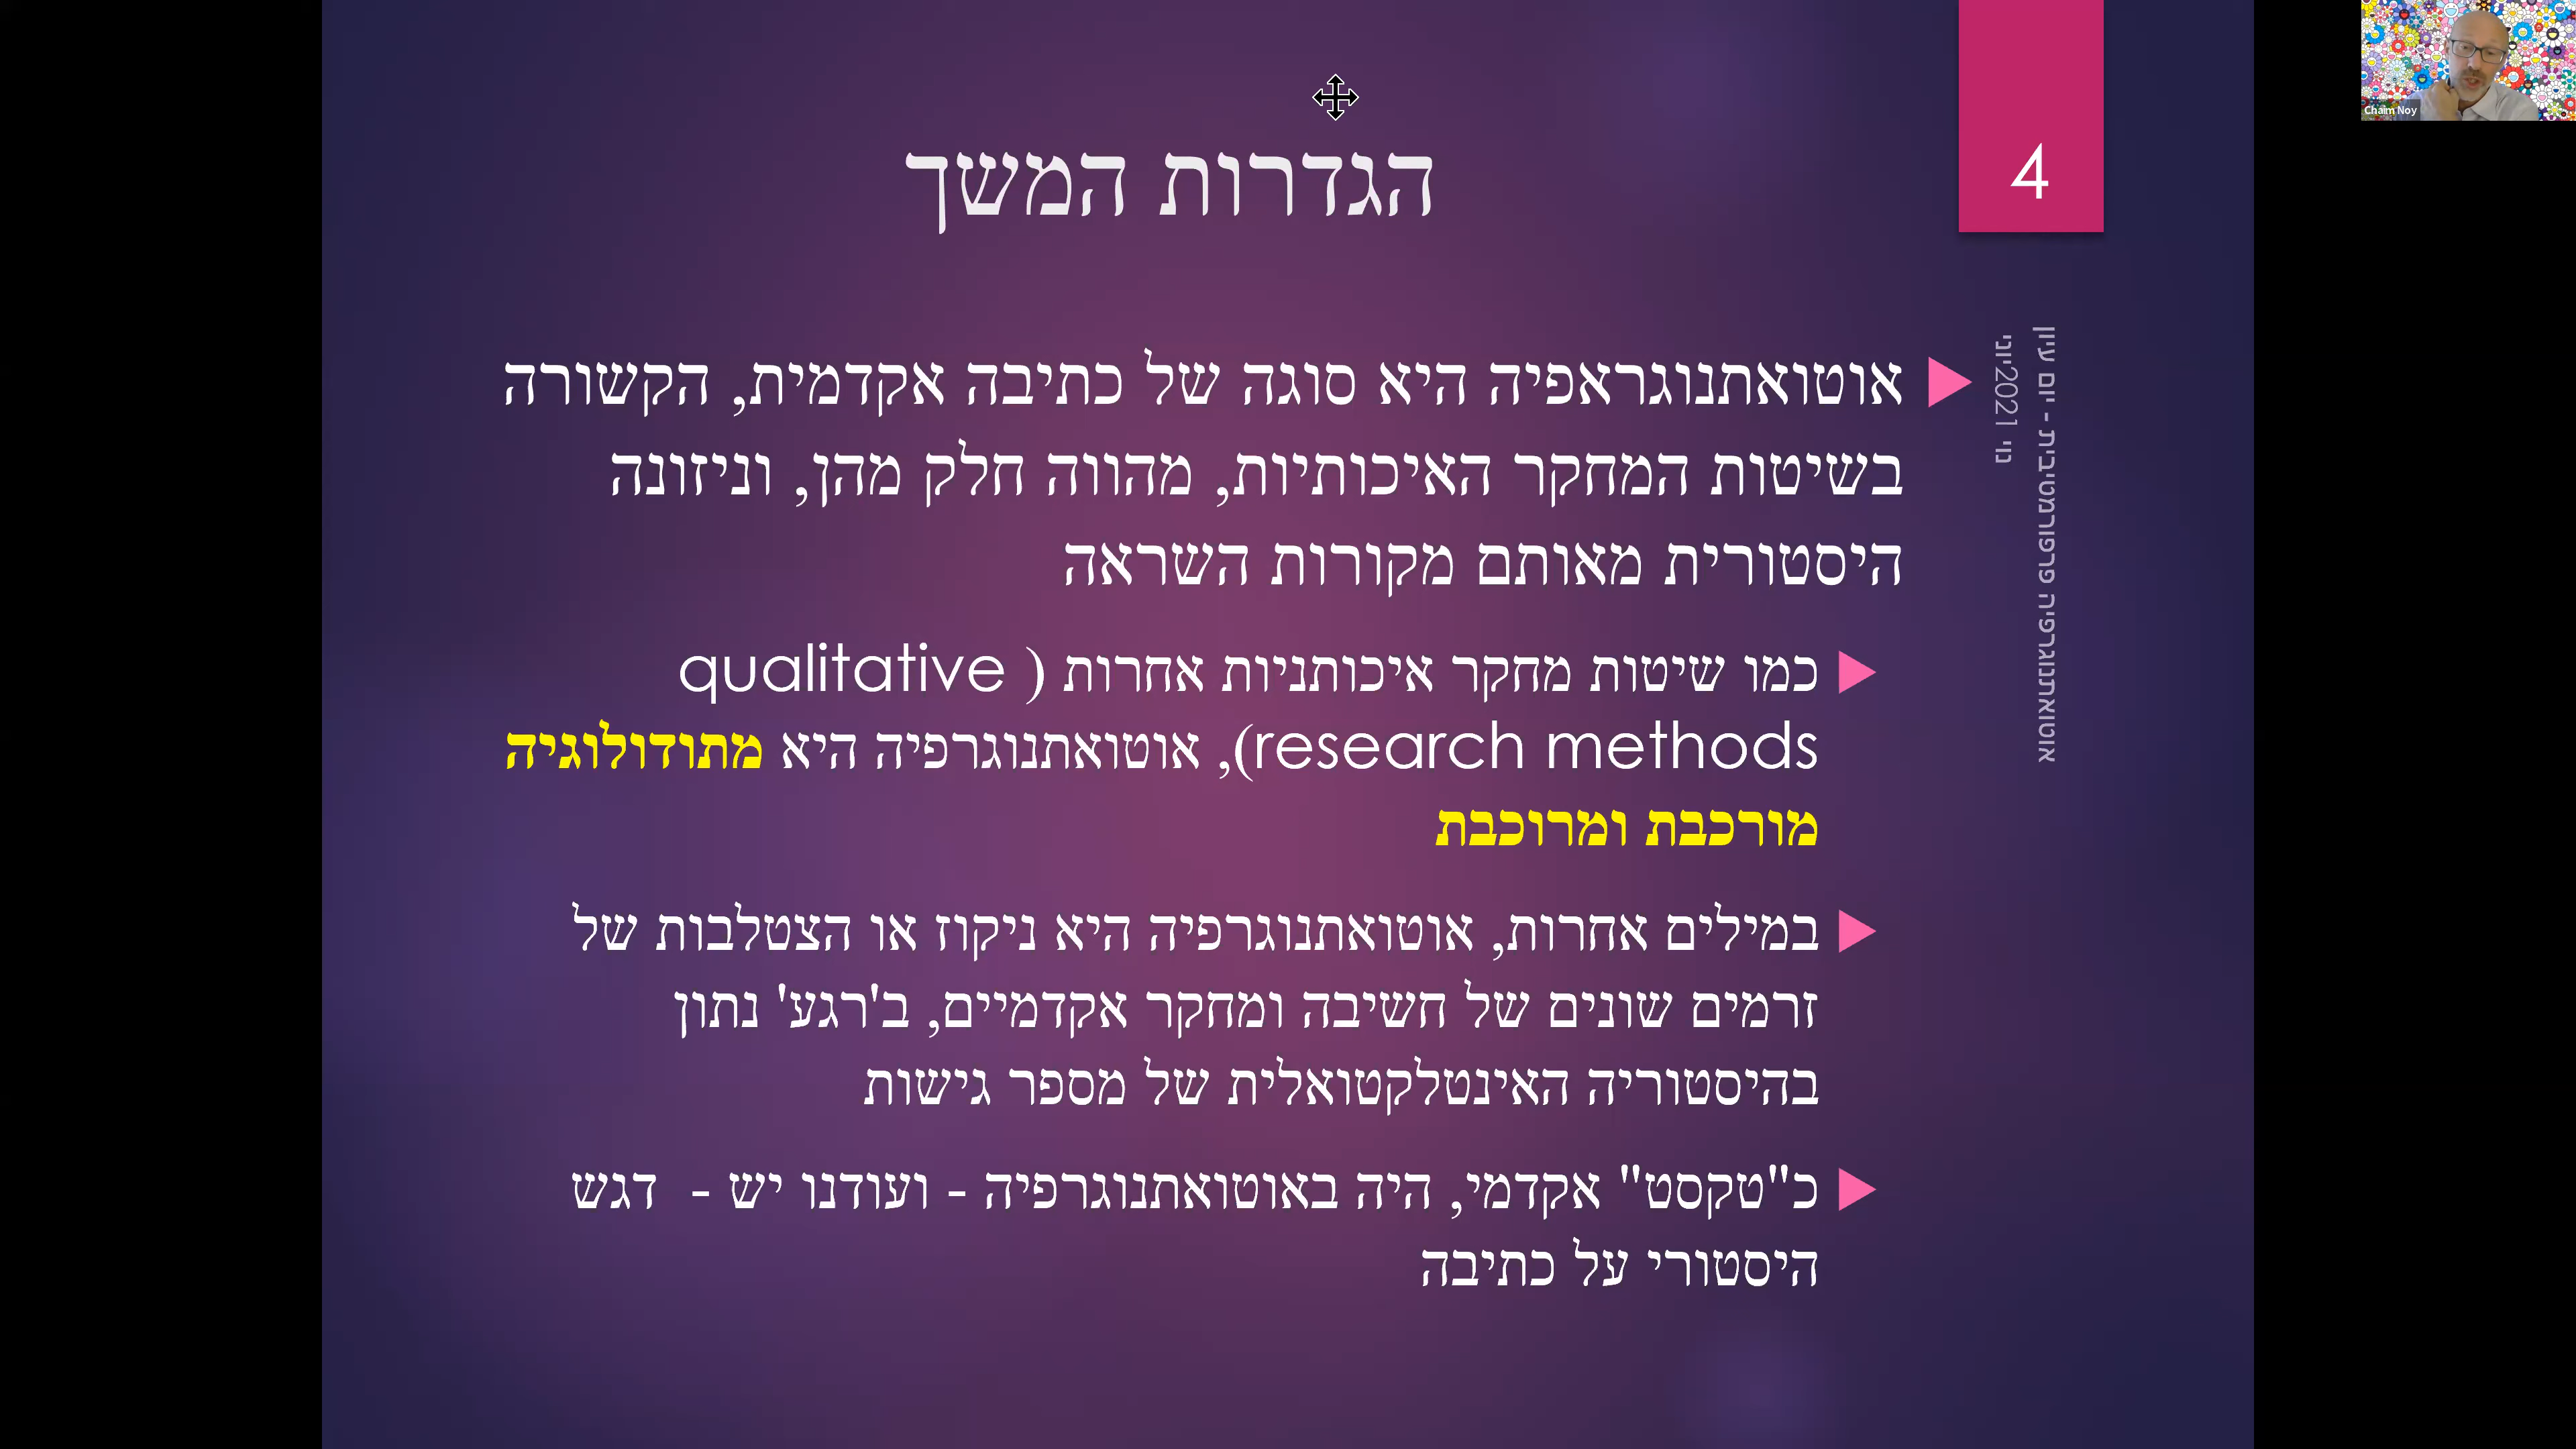 4
הגדרות המשך
אוטואתנוגראפיה היא סוגה של כתיבה אקדמית, הקשורה
בשיטות המחקר האיכותיות, מהווה חלק מהן, וניזונה
היסטורית מאותם מקורות השראה
כמו שיטות מחקר איכותניות אחרות (qualitative
research methods), אוטואתנוגרפיה היא מתודולוגיה
מורכבת ומרוכבת
במילים אחרות, אוטואתנוגרפיה היא ניקוז או הצטלבות של
זרמים שונים של חשיבה ומחקר אקדמיים, ב'רגע' נתון
בהיסטוריה האינטלקטואלית של מספר גישות
כ"טקסט" אקדמי, היה באוטואתנוגרפיה - ועודנו יש - דגש
היסטורי על כתיבה
אוטואתנוגרפיה פרפורמטיבית - יום עיון
יוני 2021
Chaim Noy